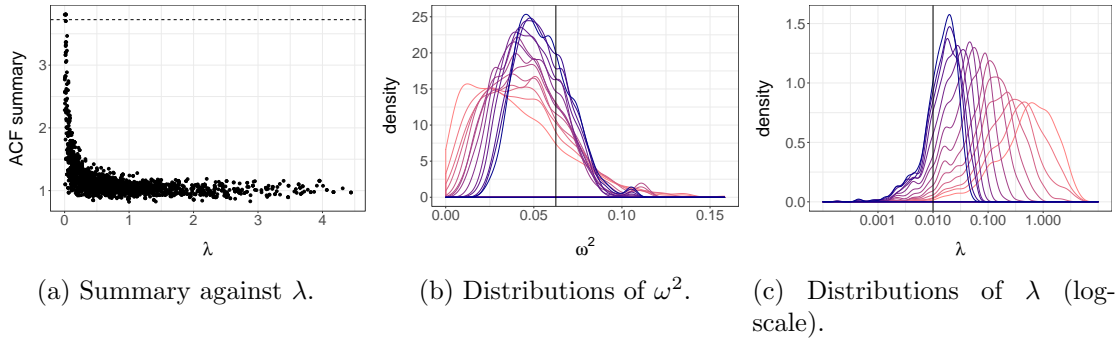 ACF summary
3
2
1
0
1
2
3
4
λ
(a) Summary against λ.
density
25
20
15
10
5
0
0.00
0.05
0.10
0.15
ω²
(b) Distributions of ω².
density
1.5
1.0
0.5
0.0
0.001
0.010
0.100
1.000
λ
(c) Distributions of λ (log-
scale).